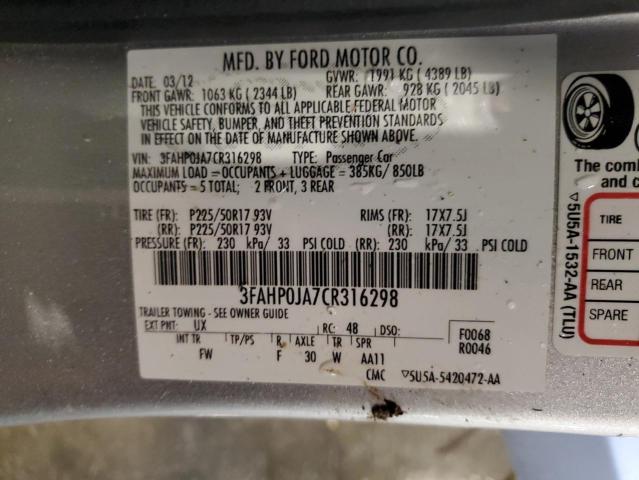 MFD. BY FORD MOTOR CO.
DATE: 03/12 GVWR: 1991 KG ( 4389 LB)
FRONT GAWR: 1063 KG ( 2344 LB) REAR GAWR: 928 KG ( 2045 LB)
THIS VEHICLE CONFORMS TO ALL APPLICABLE FEDERAL MOTOR
VEHICLE SAFETY, BUMPER, AND THEFT PREVENTION STANDARDS
IN EFFECT ON THE DATE OF MANUFACTURE SHOWN ABOVE.
VIN: 3FAHP0JA7CR316298 TYPE: Passenger Car
MAXIMUM LOAD = OCCUPANTS + LUGGAGE = 385KG/ 850LB
OCCUPANTS = 5 TOTAL; 2 FRONT, 3 REAR
TIRE (FR): P225/50R17 93V RIMS (FR): 17X7.5J
(RR): P225/50R17 93V (RR): 17X7.5J
PRESSURE (FR): 230 kPa/ 33 PSI COLD (RR): 230 kPa/ 33 PSI COLD
3FAHP0JA7CR316298
TRAILER TOWING - SEE OWNER GUIDE
EXT PNT: UX RC: 48 DSO:
F0068
R0046
INT TR TP/PS R AXLE TR SPR
FW F 30 W AA11
CMC ▽5U5A-5420472-AA
The comb
and c
▽5U5A-1532-AA (TLU)
TIRE
FRONT
REAR
SPARE